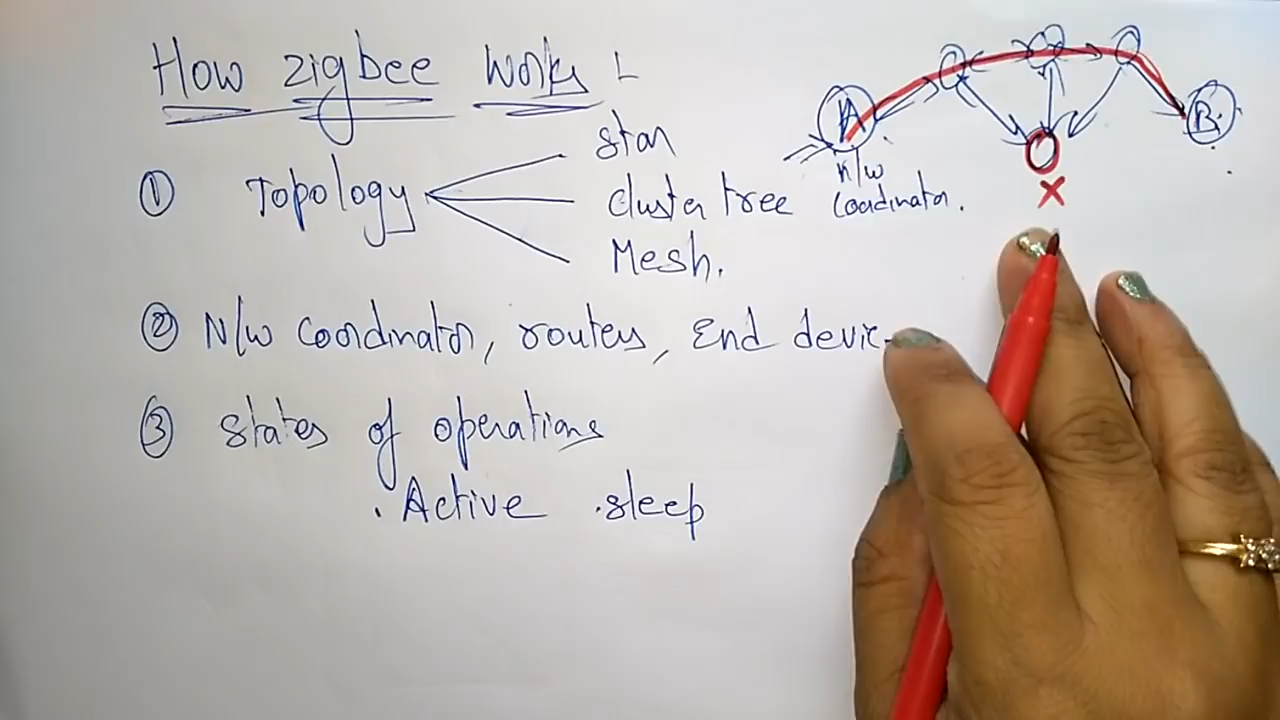 How zigbee works :-
① Topology
star
cluster tree
Mesh.
② N/w Coordinator, routers, End devic
③ states of operations
. Active . sleep
A
B
N/w
Coordinator.
X